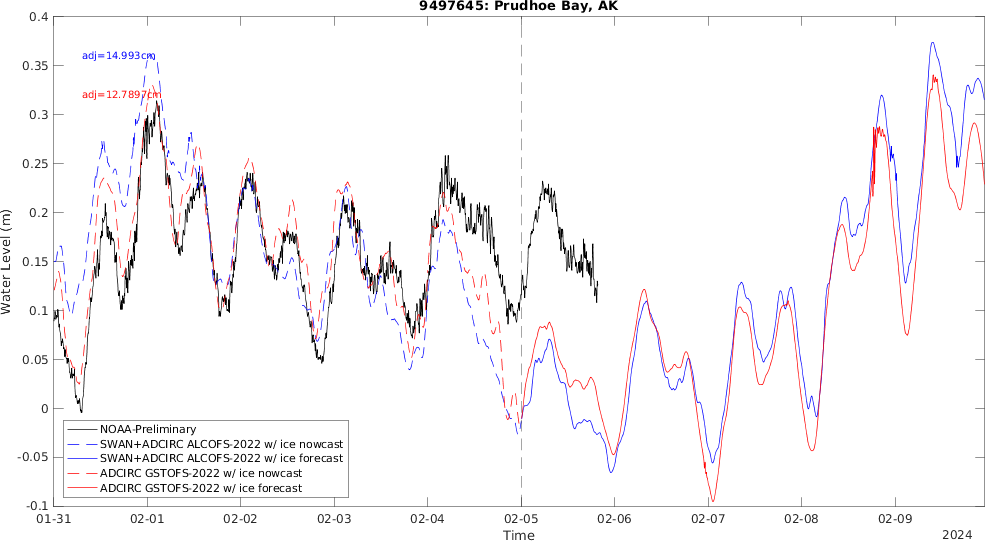 9497645: Prudhoe Bay, AK
0.4
0.35
0.3
0.25
0.2
0.15
0.1
0.05
0
-0.05
-0.1
Water Level (m)
adj=14.993cm
adj=12.7897cm
NOAA-Preliminary
SWAN+ADCIRC ALCOFS-2022 w/ ice nowcast
SWAN+ADCIRC ALCOFS-2022 w/ ice forecast
ADCIRC GSTOFS-2022 w/ ice nowcast
ADCIRC GSTOFS-2022 w/ ice forecast
01-31 02-01 02-02 02-03 02-04 02-05 02-06 02-07 02-08 02-09
Time
2024